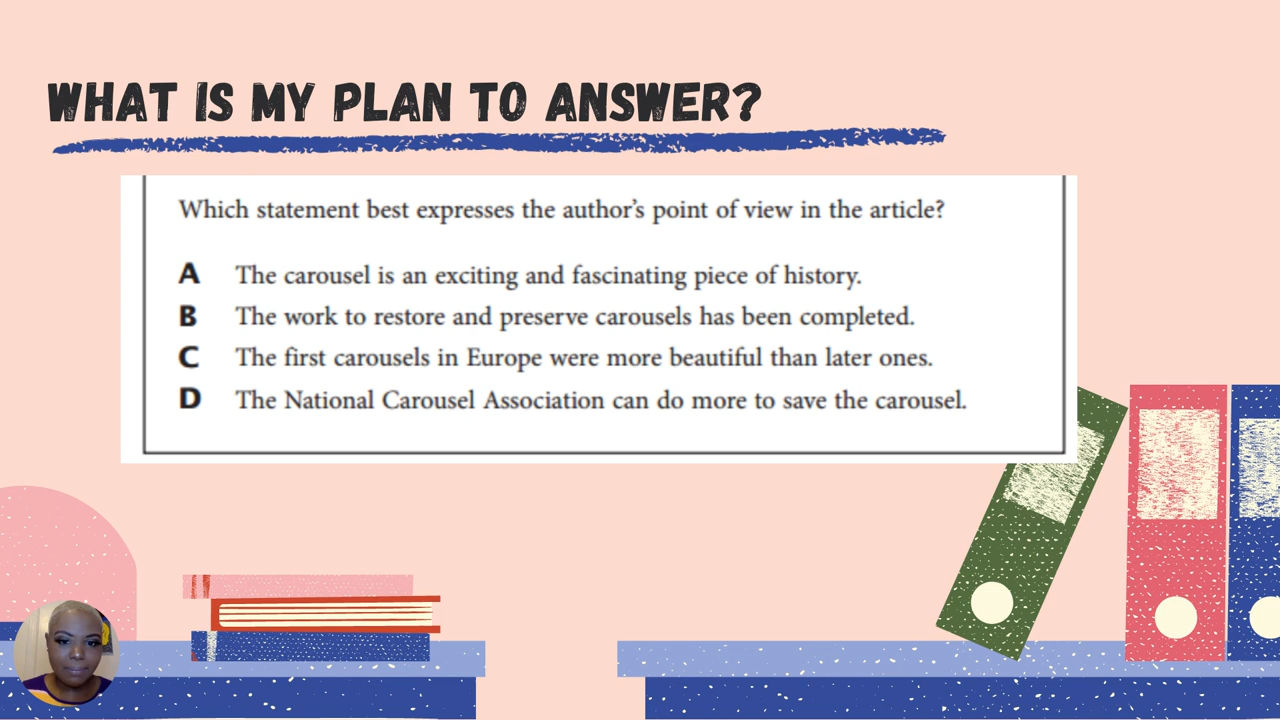 WHAT IS MY PLAN TO ANSWER?
Which statement best expresses the author's point of view in the article?
A The carousel is an exciting and fascinating piece of history.
B The work to restore and preserve carousels has been completed.
C The first carousels in Europe were more beautiful than later ones.
D The National Carousel Association can do more to save the carousel.